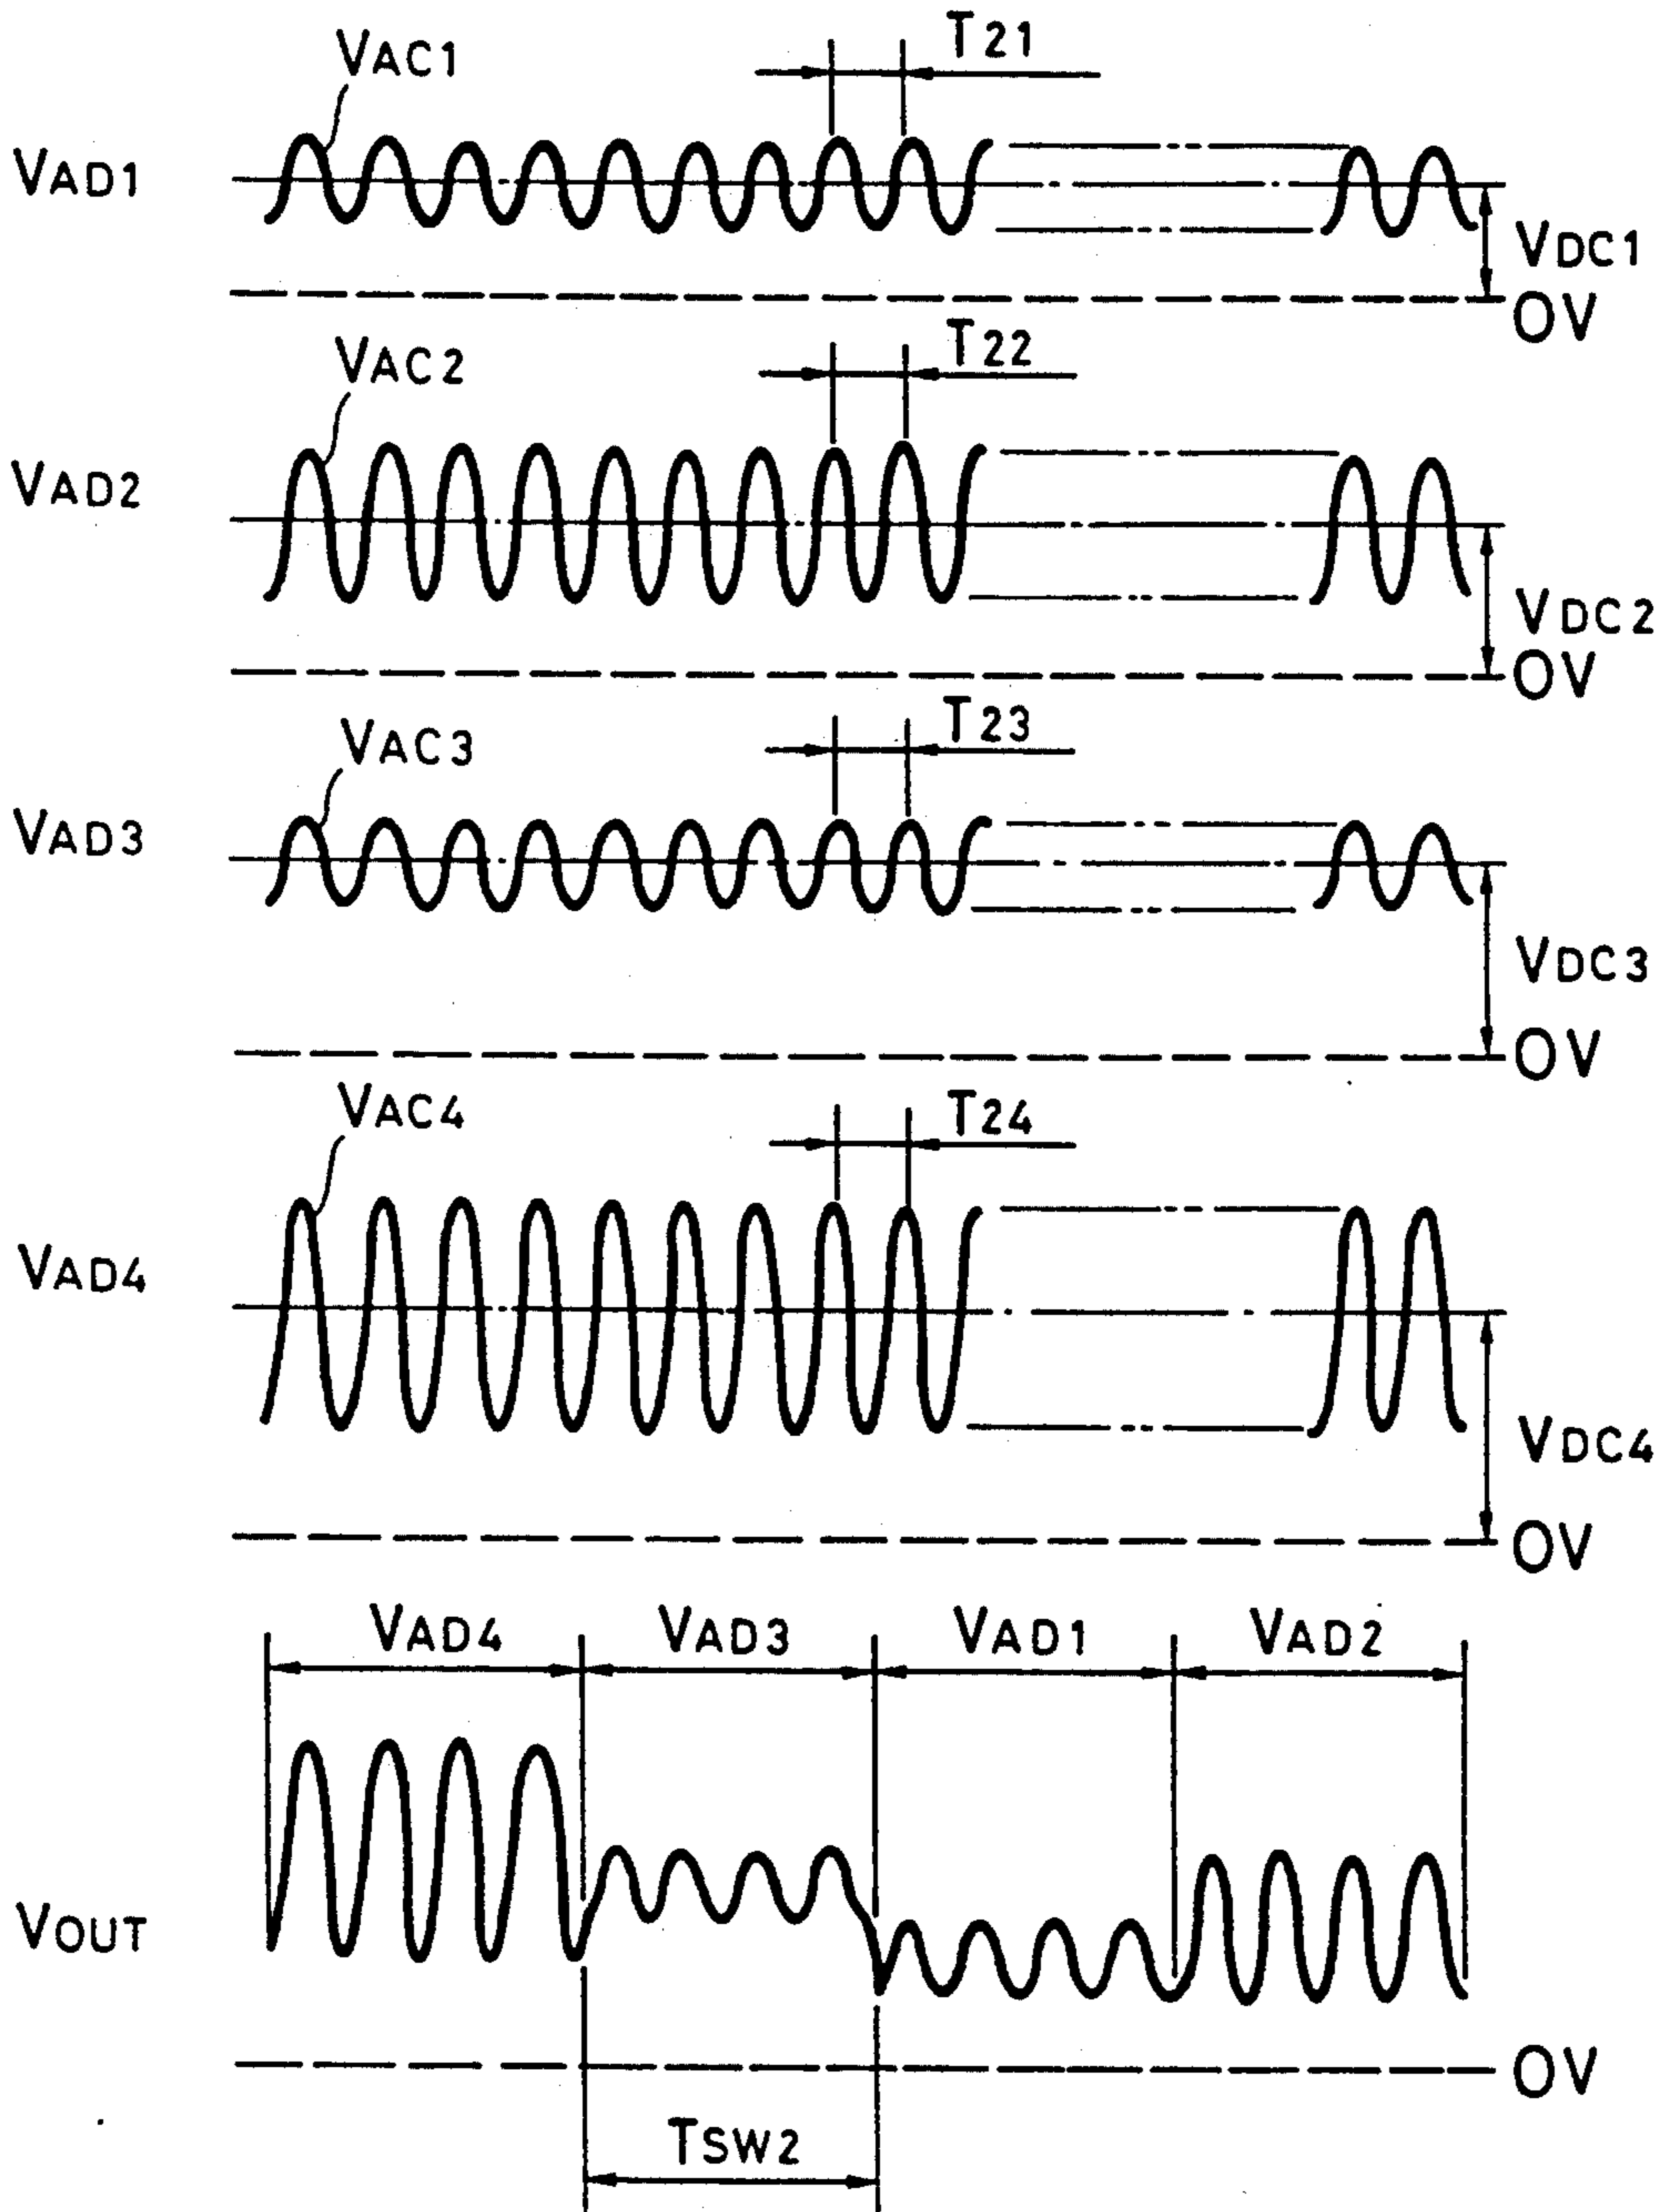 T21
VAC1
VAD1
VDC1
0V
T22
VAC2
VAD2
VDC2
0V
T23
VAC3
VAD3
VDC3
0V
T24
VAC4
VAD4
VDC4
0V
VAD4 VAD3 VAD1 VAD2
VOUT
0V
TSW2